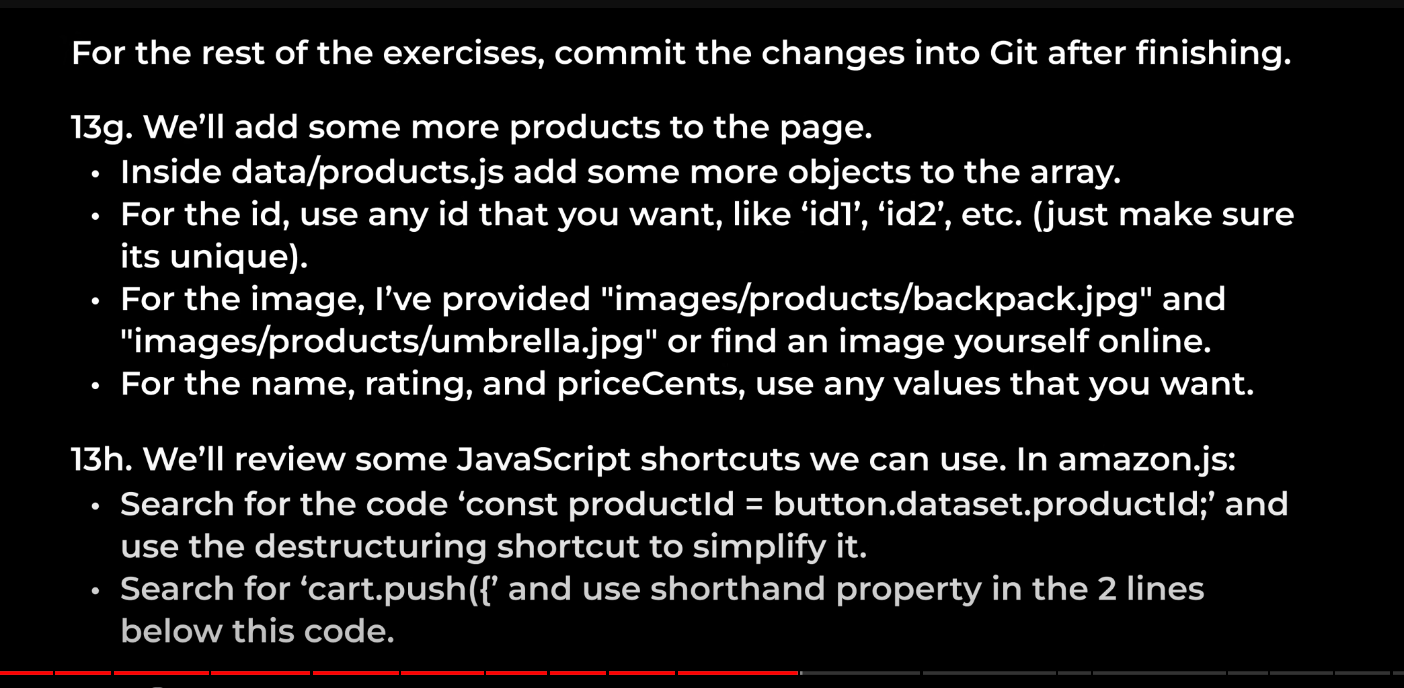 For the rest of the exercises, commit the changes into Git after finishing.
13g. We’ll add some more products to the page.
• Inside data/products.js add some more objects to the array.
• For the id, use any id that you want, like ‘id1’, ‘id2’, etc. (just make sure
its unique).
• For the image, I’ve provided "images/products/backpack.jpg" and
"images/products/umbrella.jpg" or find an image yourself online.
• For the name, rating, and priceCents, use any values that you want.
13h. We’ll review some JavaScript shortcuts we can use. In amazon.js:
• Search for the code ‘const productId = button.dataset.productId;’ and
use the destructuring shortcut to simplify it.
• Search for ‘cart.push({’ and use shorthand property in the 2 lines
below this code.